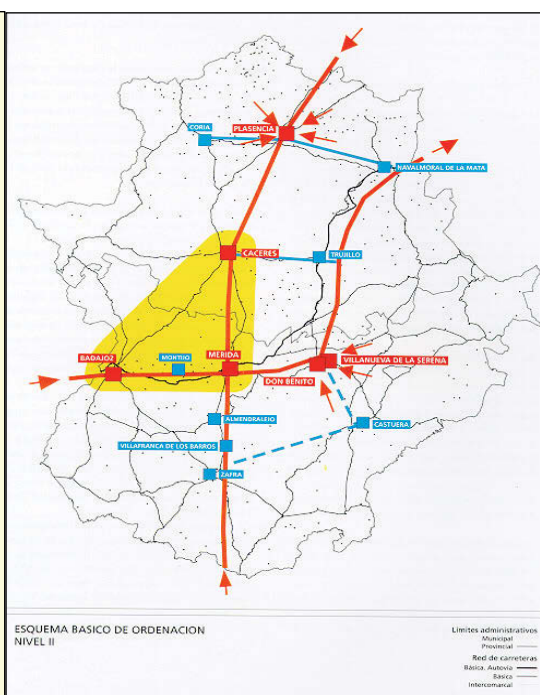 CORIA
PLASENCIA
NAVALMORAL DE LA MATA
CACERES
TRUJILLO
BADAJOZ
MONTIJO
MERIDA
VILLANUEVA DE LA SERENA
DON BENITO
ALMENDRALEJO
CASTUERA
VILLAFRANCA DE LOS BARROS
ZAFRA
ESQUEMA BASICO DE ORDENACION
NIVEL II
Límites administrativos
Municipal
Provincial
Red de carreteras
Básica. Autovía
Básica
Intercomarcal